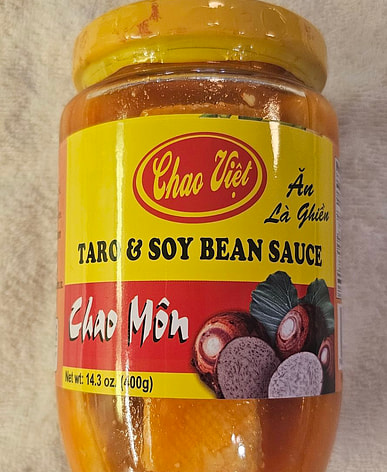 Chao Việt
Ăn
Là Ghiền
TARO & SOY BEAN SAUCE
Chao Môn
Net wt: 14.3 oz. (400g)